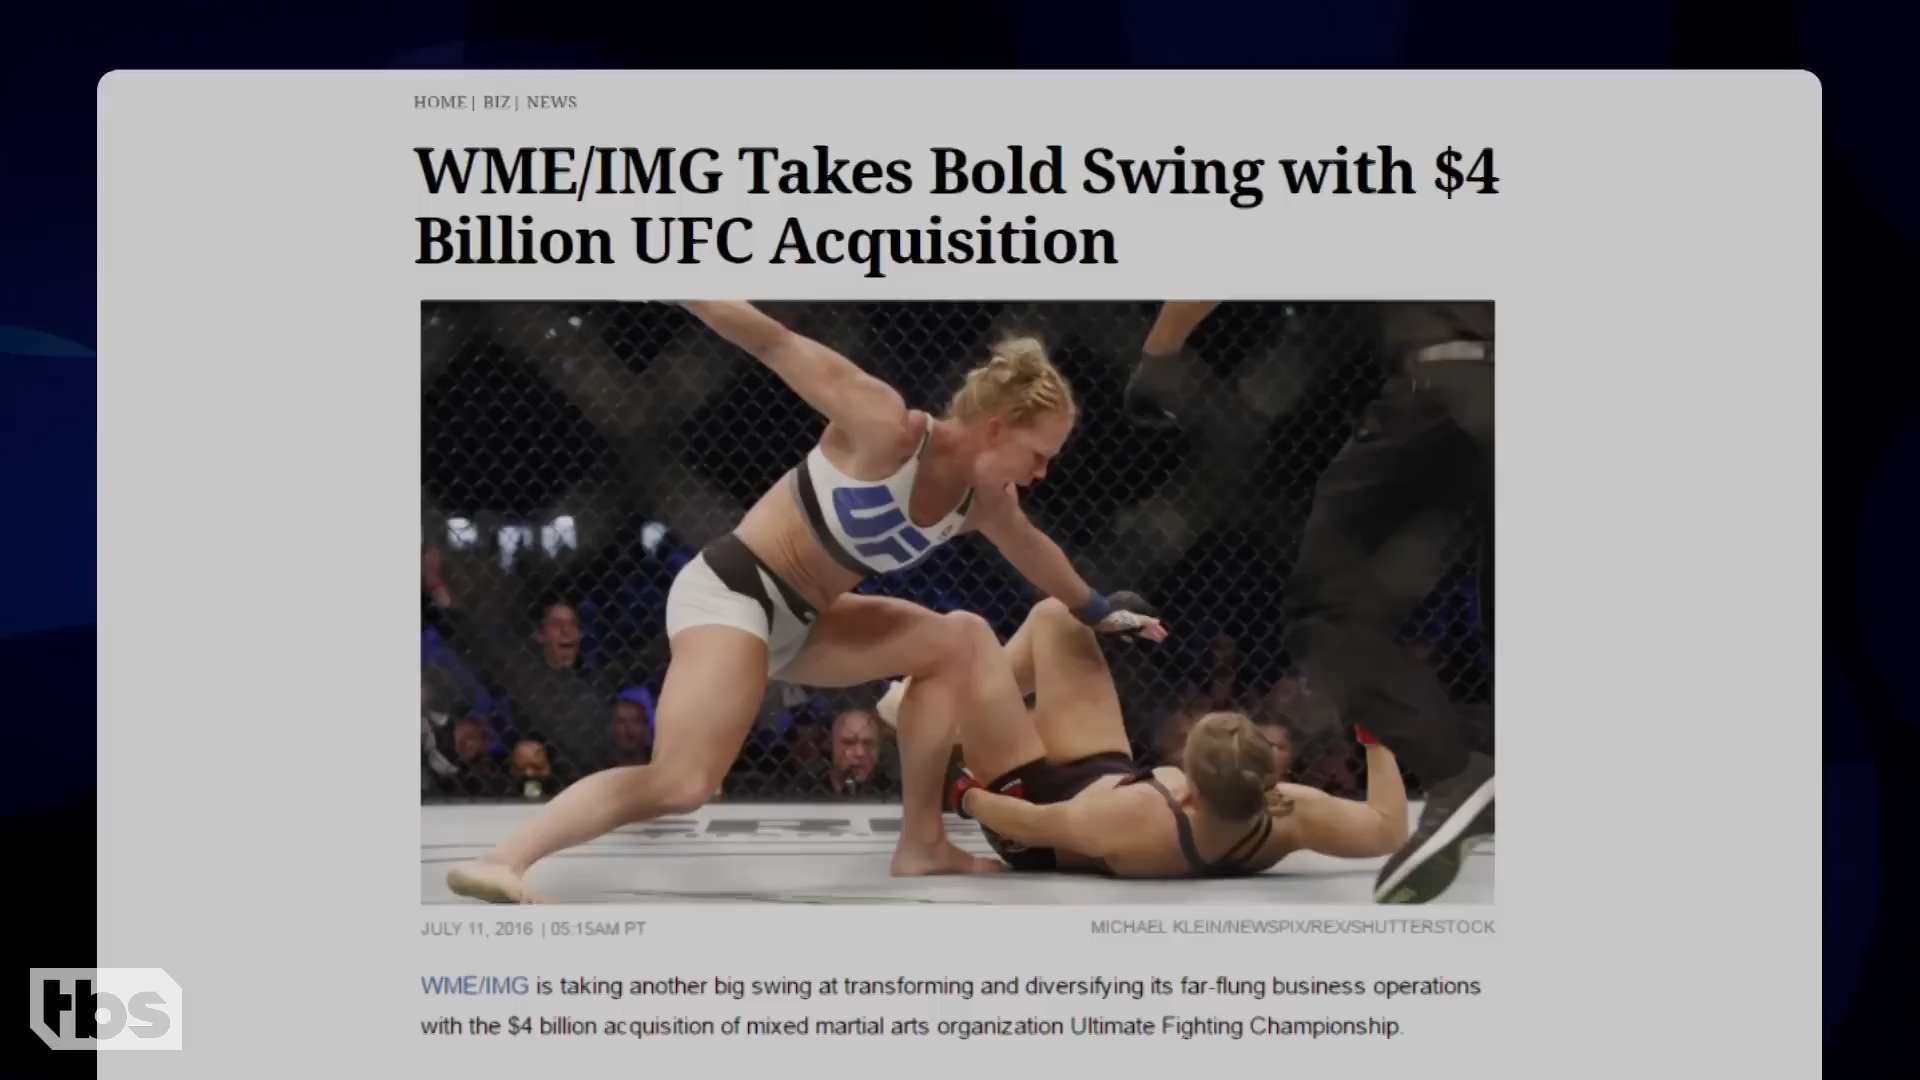 HOME | BIZ | NEWS
WME/IMG Takes Bold Swing with $4
Billion UFC Acquisition
UFC
JULY 11, 2016 | 05:15AM PT
MICHAEL KLEIN/NEWSPIX/REX/SHUTTERSTOCK
WME/IMG is taking another big swing at transforming and diversifying its far-flung business operations
with the $4 billion acquisition of mixed martial arts organization Ultimate Fighting Championship.
tbs